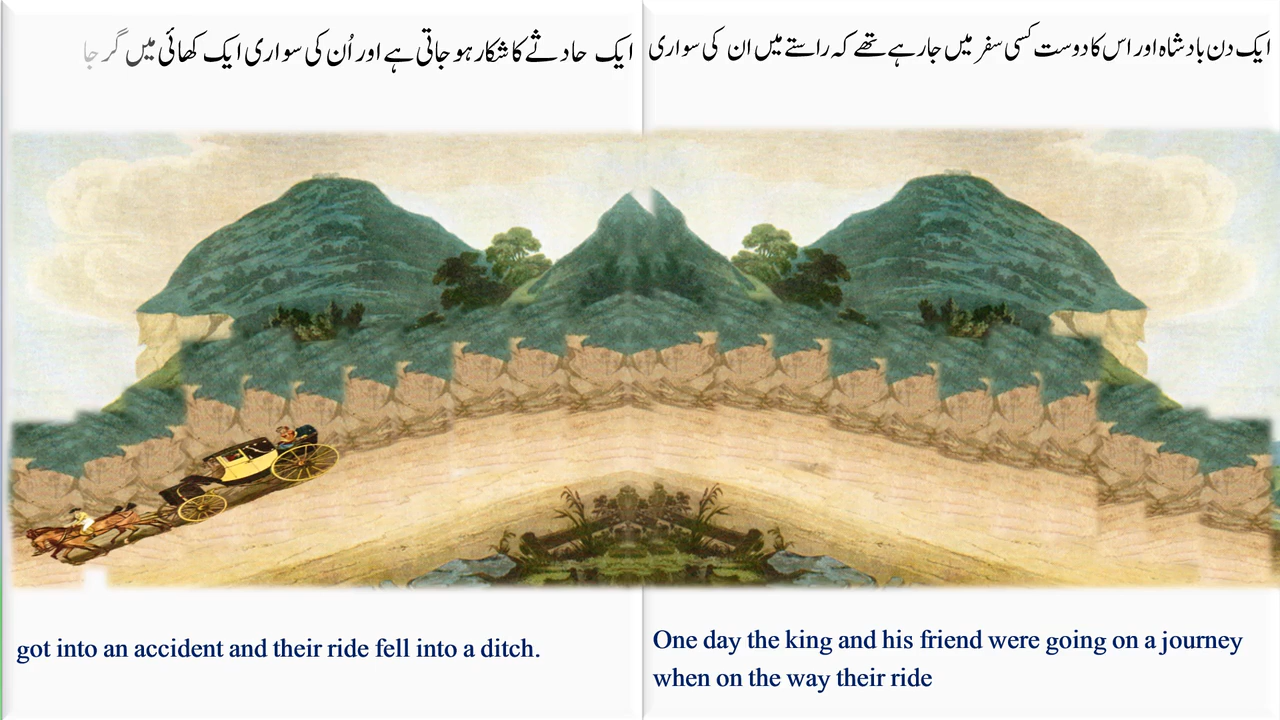 ایک دن بادشاہ اور اس کا دوست کسی سفر میں جا رہے تھے کہ راستے میں ان کی سواری
ایک حادثے کا شکار ہو جاتی ہے اور اُن کی سواری ایک کھائی میں گر جا
One day the king and his friend were going on a journey
when on the way their ride
got into an accident and their ride fell into a ditch.